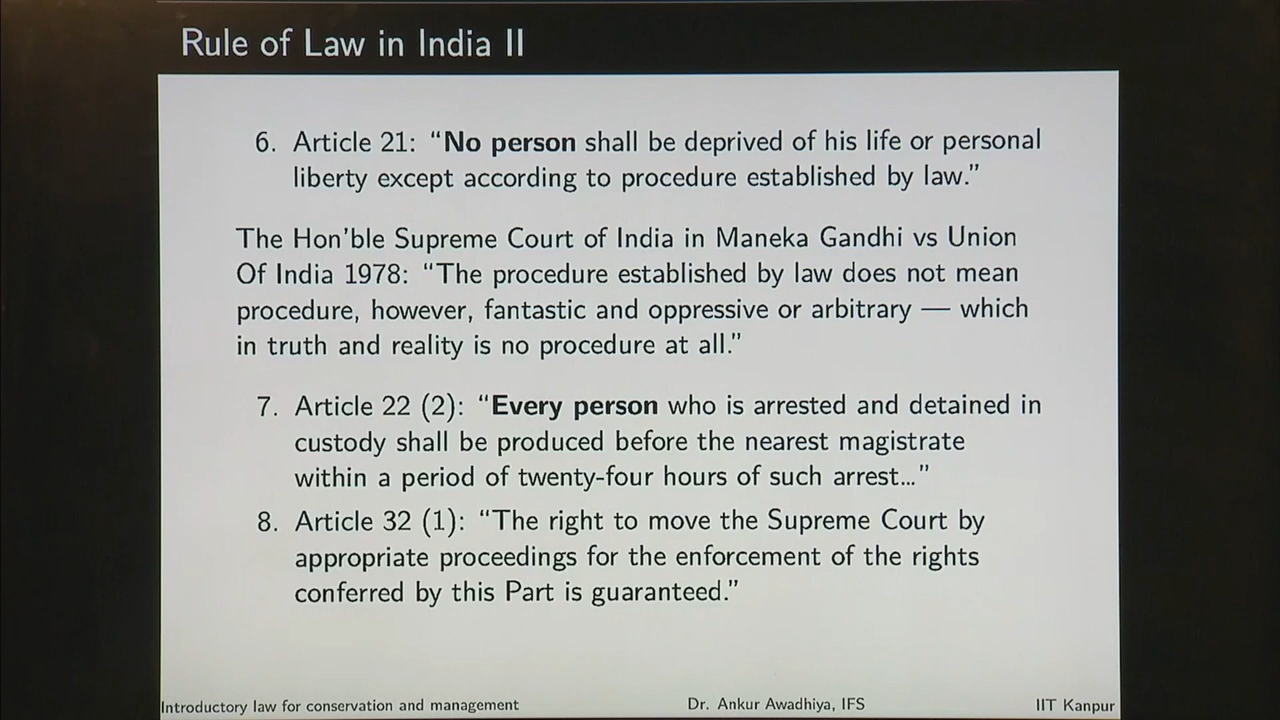 Rule of Law in India II
6. Article 21: “No person shall be deprived of his life or personal
liberty except according to procedure established by law.”
The Hon’ble Supreme Court of India in Maneka Gandhi vs Union
Of India 1978: “The procedure established by law does not mean
procedure, however, fantastic and oppressive or arbitrary — which
in truth and reality is no procedure at all.”
7. Article 22 (2): “Every person who is arrested and detained in
custody shall be produced before the nearest magistrate
within a period of twenty-four hours of such arrest...”
8. Article 32 (1): “The right to move the Supreme Court by
appropriate proceedings for the enforcement of the rights
conferred by this Part is guaranteed.”
Introductory law for conservation and management Dr. Ankur Awadhiya, IFS IIT Kanpur